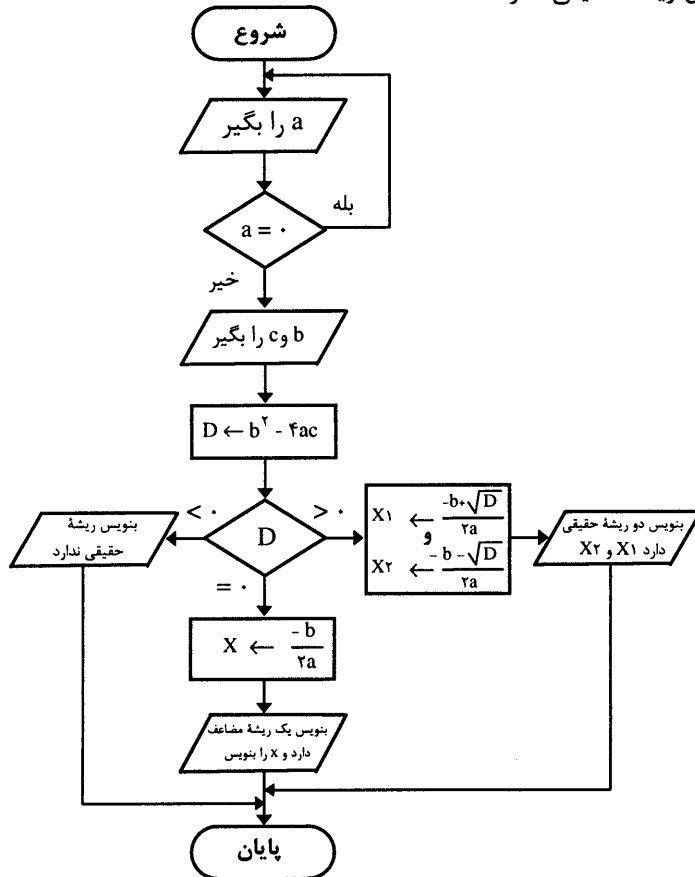 شروع
a را بگیر
a = ۰
بله
خیر
b و c را بگیر
D ← b۲ - ۴ac
< ۰
D
> ۰
= ۰
بنویس ریشهٔ
حقیقی ندارد
X۱ ← -b+√D / ۲a
و
X۲ ← - b -√D / ۲a
بنویس دو ریشهٔ حقیقی
دارد X۱ و X۲
X ← - b / ۲a
بنویس یک ریشهٔ مضاعف
دارد و x را بنویس
پایان